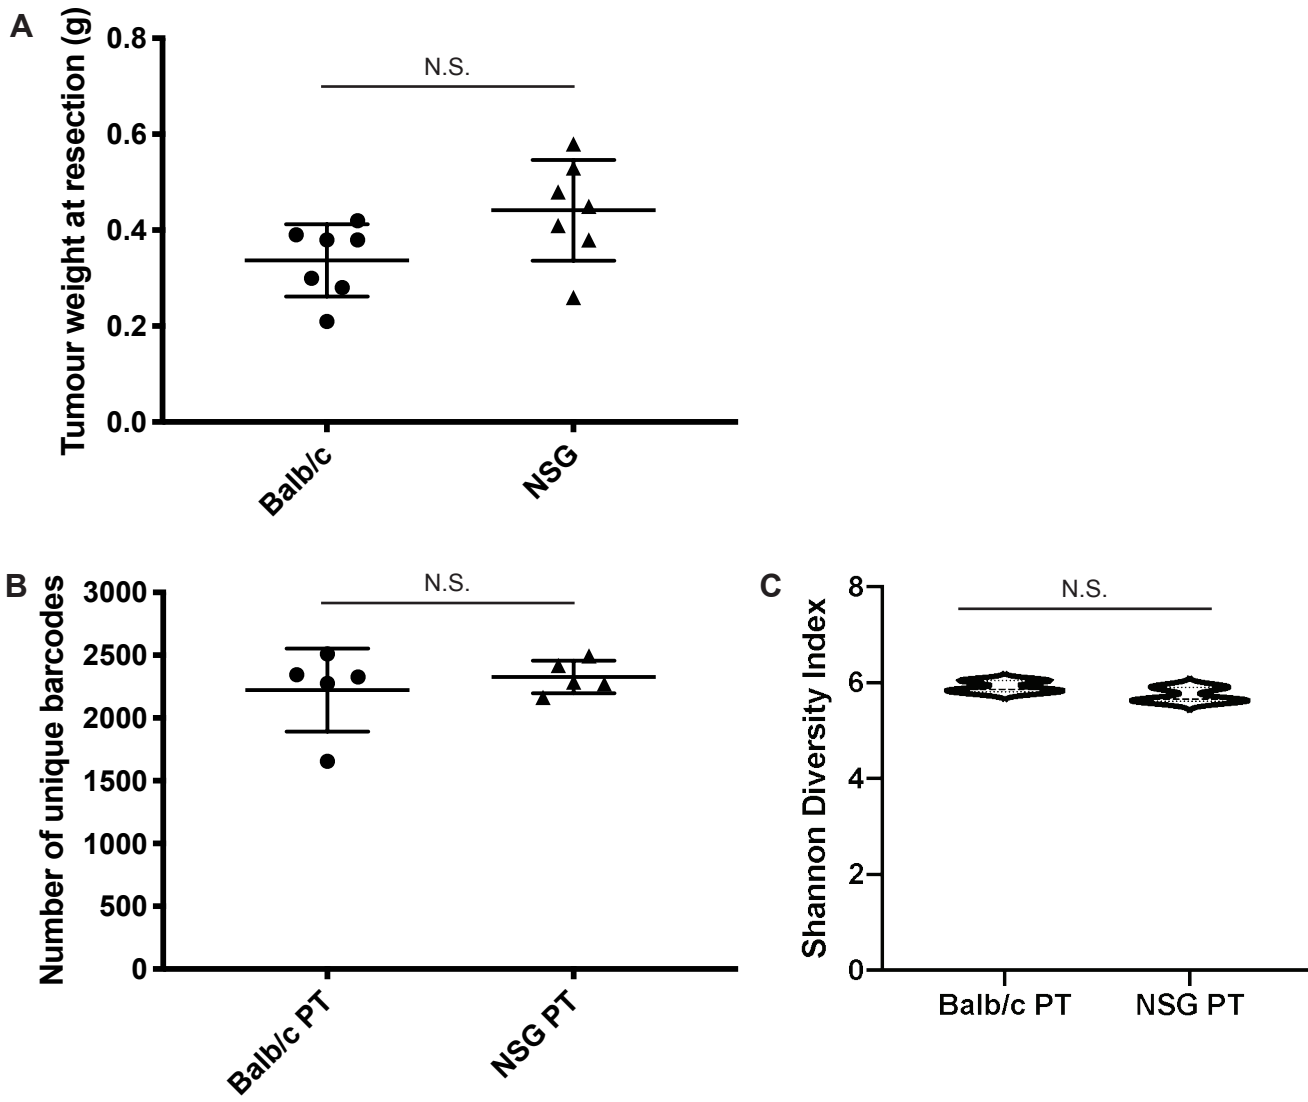 A
Tumour weight at resection (g)
0.8
0.6
0.4
0.2
0.0
N.S.
Balb/c
NSG
B
Number of unique barcodes
3000
2500
2000
1500
1000
500
0
N.S.
Balb/c PT
NSG PT
C
Shannon Diversity Index
8
6
4
2
0
N.S.
Balb/c PT
NSG PT